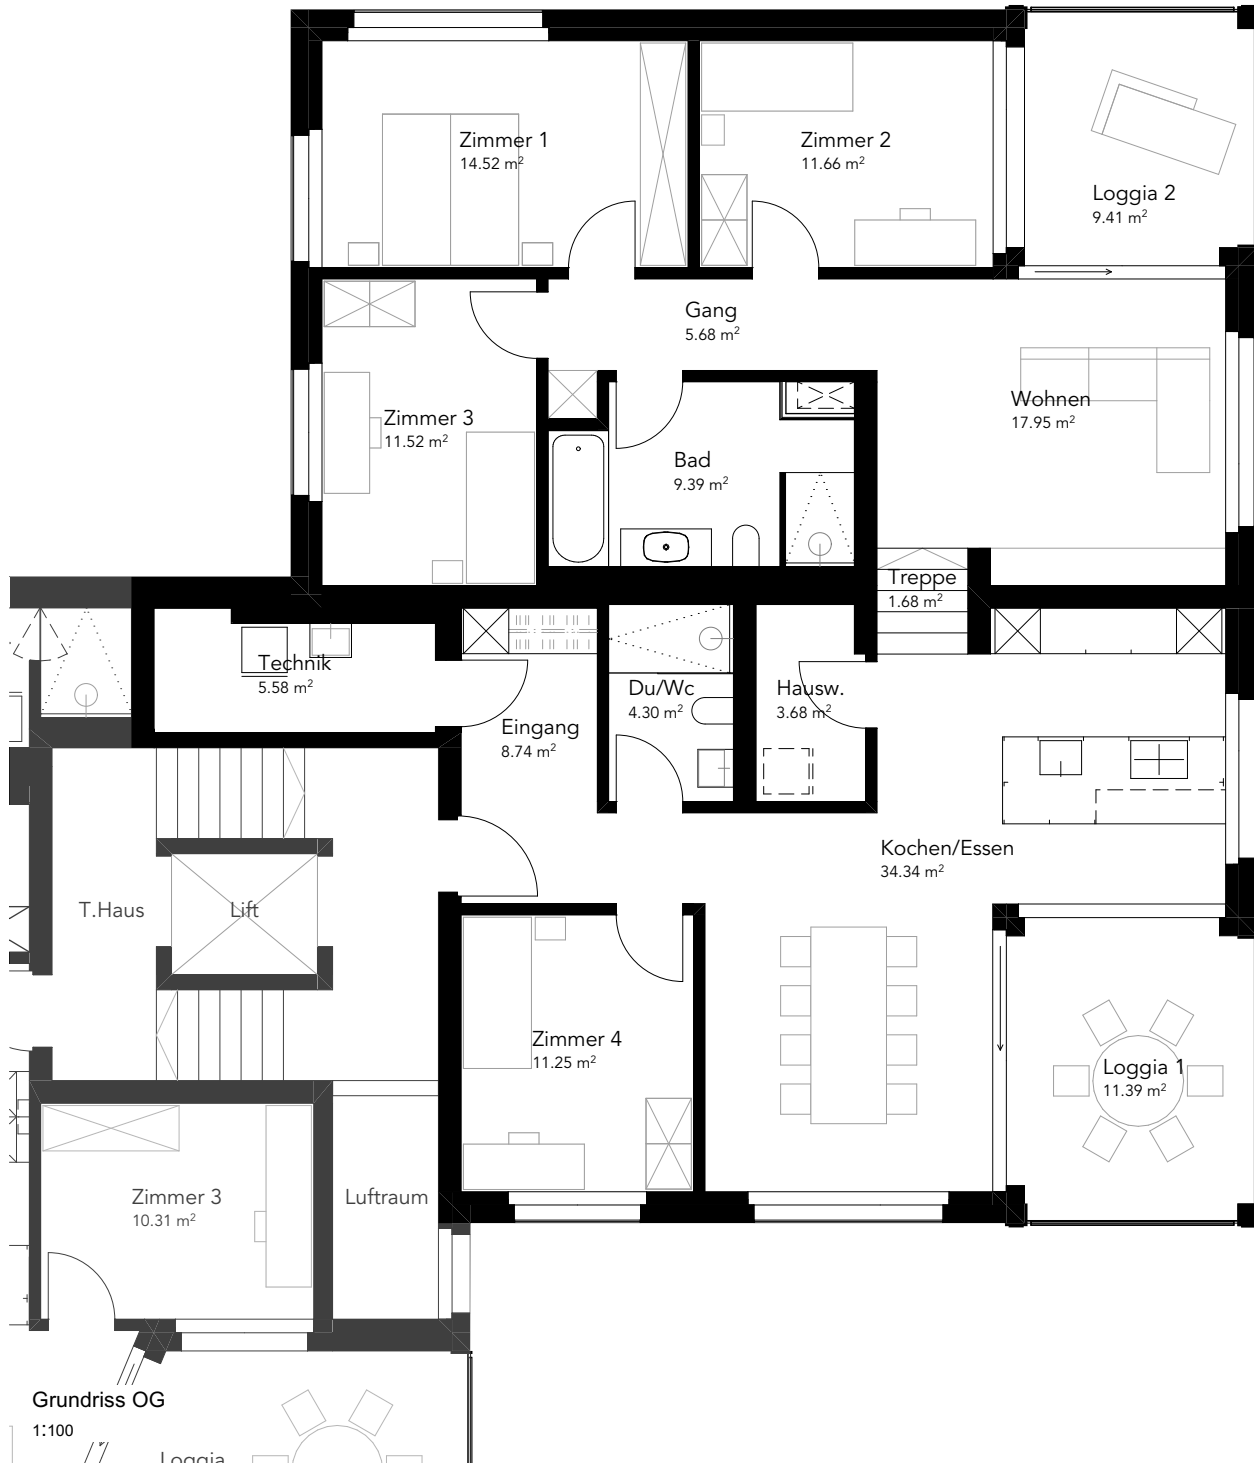 Zimmer 1
14.52 m²
Zimmer 2
11.66 m²
Loggia 2
9.41 m²
Gang
5.68 m²
Zimmer 3
11.52 m²
Wohnen
17.95 m²
Bad
9.39 m²
Treppe
1.68 m²
Technik
5.58 m²
Du/Wc
4.30 m²
Hausw.
3.68 m²
Eingang
8.74 m²
Kochen/Essen
34.34 m²
T.Haus
Lift
Zimmer 4
11.25 m²
Loggia 1
11.39 m²
Zimmer 3
10.31 m²
Luftraum
Grundriss OG
1:100
Loggia